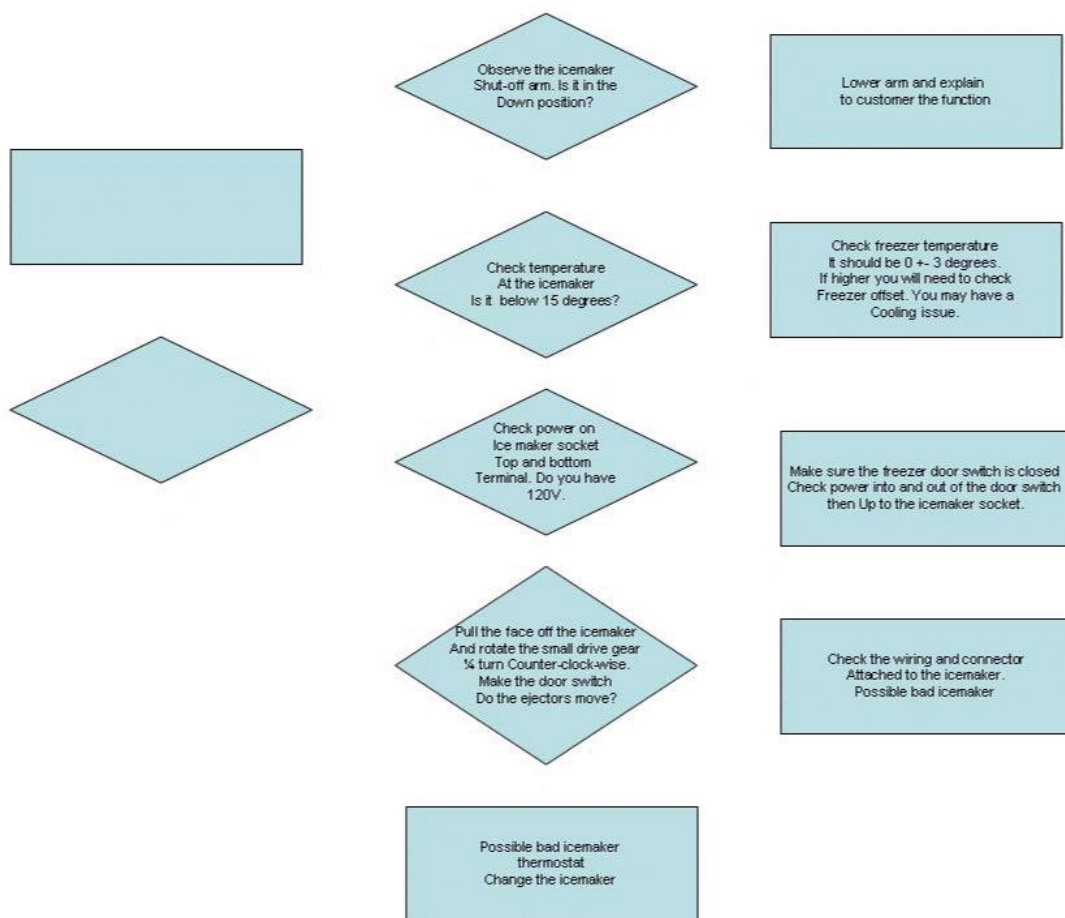 Observe the icemaker
Shut-off arm. Is it in the
Down position?
Lower arm and explain
to customer the function
Check temperature
At the icemaker
Is it below 15 degrees?
Check freezer temperature
It should be 0 +- 3 degrees.
If higher you will need to check
Freezer offset. You may have a
Cooling issue.
Check power on
Ice maker socket
Top and bottom
Terminal. Do you have
120V.
Make sure the freezer door switch is closed
Check power into and out of the door switch
then Up to the icemaker socket.
Pull the face off the icemaker
And rotate the small drive gear
¼ turn Counter-clock-wise.
Make the door switch
Do the ejectors move?
Check the wiring and connector
Attached to the icemaker.
Possible bad icemaker
Possible bad icemaker
thermostat
Change the icemaker